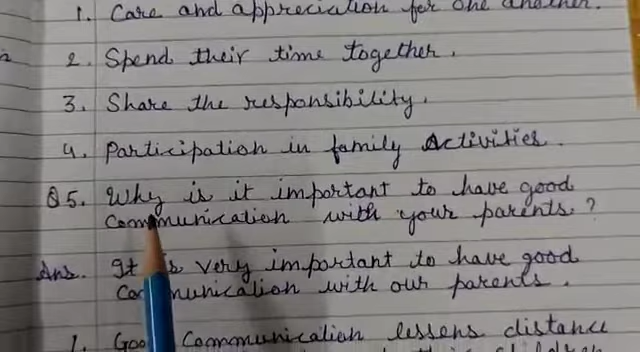 1. Care and appreciation for one another.
2. Spend their time together.
3. Share the responsibility.
4. Participation in family Activities.
Q5. Why is it important to have good
communication with your parents?
Ans. It is very important to have good
communication with our parents.
1. Good Communication lessens distance